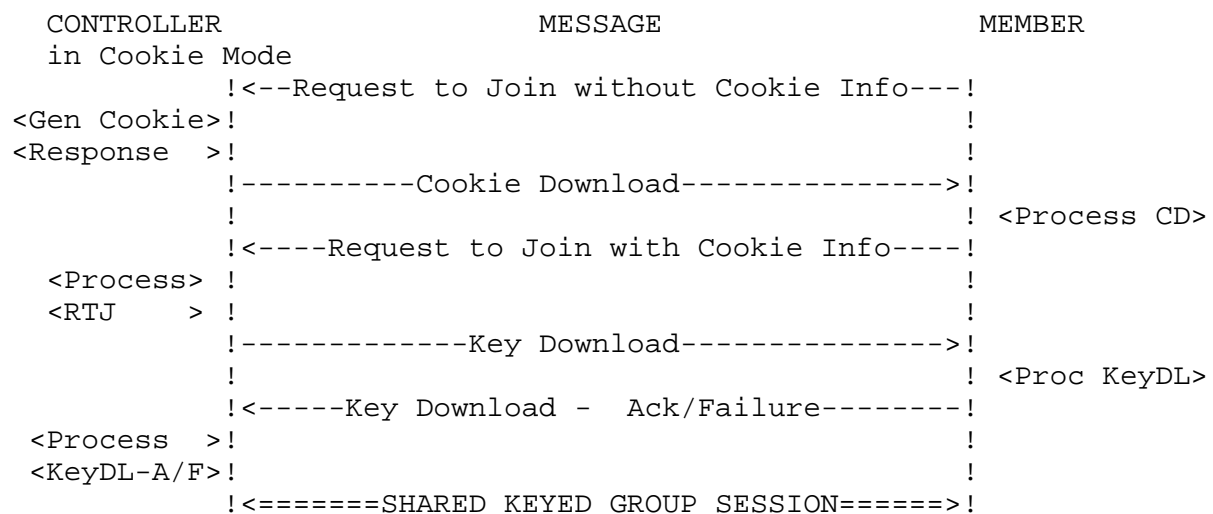 CONTROLLER                    MESSAGE                    MEMBER
in Cookie Mode
!<--Request to Join without Cookie Info---!
<Gen Cookie>!                                         !
<Response  >!                                         !
!----------Cookie Download--------------->!
!                                         ! <Process CD>
!<----Request to Join with Cookie Info----!
<Process> !                                         !
<RTJ     > !                                         !
!-------------Key Download--------------->!
!                                         ! <Proc KeyDL>
!<-----Key Download -  Ack/Failure--------!
<Process  >!                                         !
<KeyDL-A/F>!                                         !
!<=======SHARED KEYED GROUP SESSION======>!